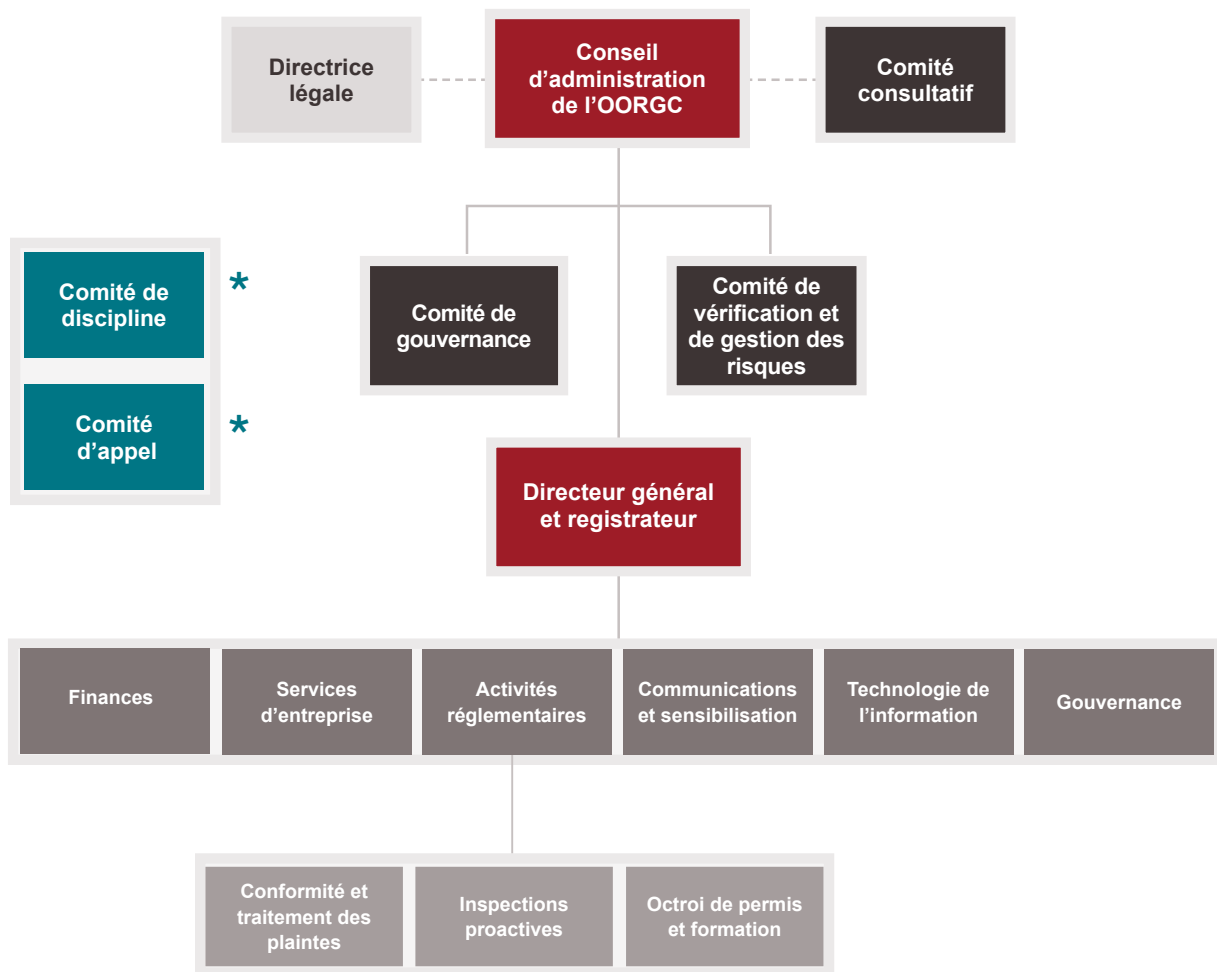 Directrice
légale
Conseil
d’administration
de l’OORGC
Comité
consultatif
Comité de
discipline
*
Comité
d’appel
*
Comité de
gouvernance
Comité de
vérification et
de gestion des
risques
Directeur général
et registrateur
Finances
Services
d’entreprise
Activités
réglementaires
Communications
et sensibilisation
Technologie de
l’information
Gouvernance
Conformité et
traitement des
plaintes
Inspections
proactives
Octroi de permis
et formation